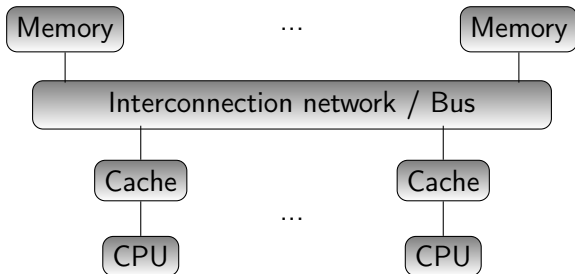 Memory ... Memory
Interconnection network / Bus
Cache Cache
...
CPU CPU